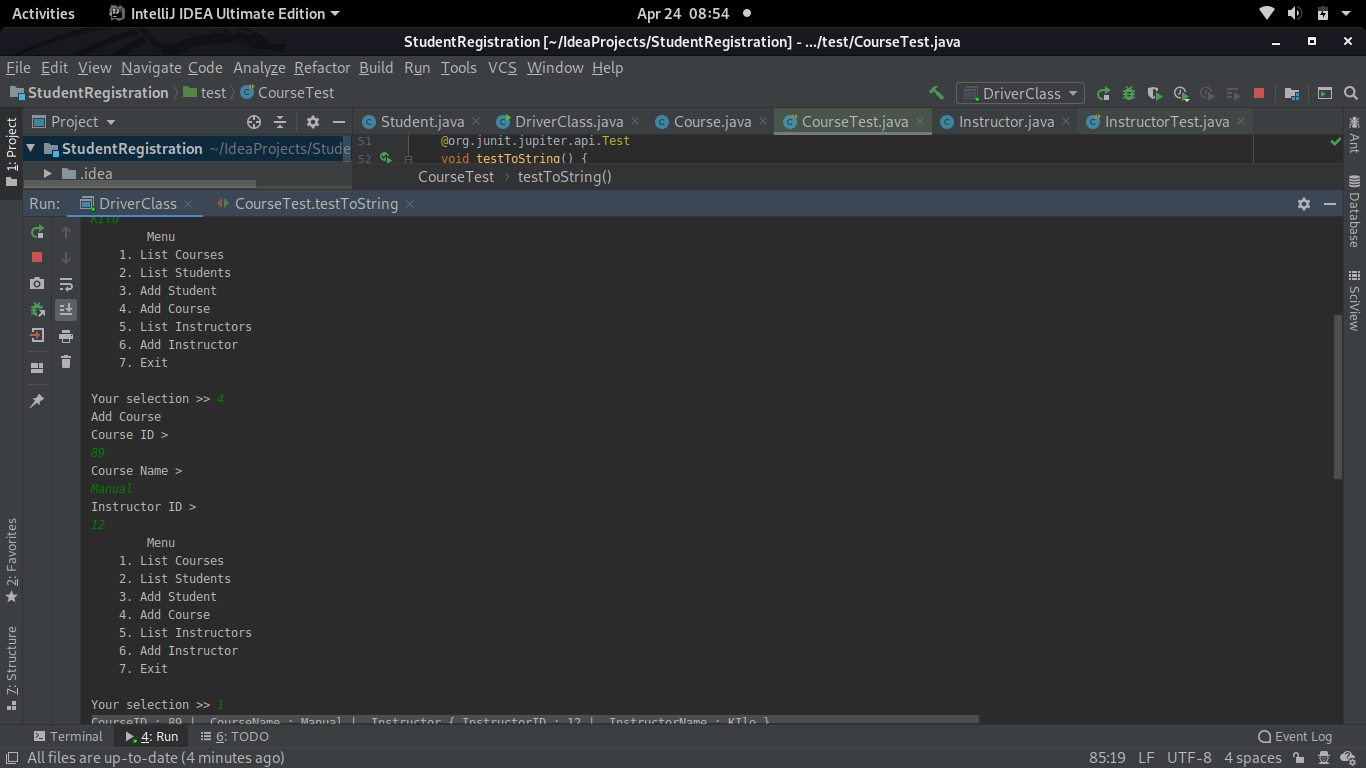 Activities IntelliJ IDEA Ultimate Edition Apr 24 08:54
StudentRegistration [~/IdeaProjects/StudentRegistration] - .../test/CourseTest.java
File Edit View Navigate Code Analyze Refactor Build Run Tools VCS Window Help
StudentRegistration test CourseTest DriverClass
1: Project
Project Student.java DriverClass.java Course.java CourseTest.java Instructor.java InstructorTest.java
StudentRegistration ~/IdeaProjects/Stude
.idea
51 @org.junit.jupiter.api.Test
52 void testToString() {
CourseTest testToString()
Ant
Database
SciView
Run: DriverClass CourseTest.testToString
Menu
1. List Courses
2. List Students
3. Add Student
4. Add Course
5. List Instructors
6. Add Instructor
7. Exit
Your selection >> 4
Add Course
Course ID >
89
Course Name >
Manual
Instructor ID >
12
Menu
1. List Courses
2. List Students
3. Add Student
4. Add Course
5. List Instructors
6. Add Instructor
7. Exit
Your selection >> 1
CourseID : 89 | CourseName : Manual | Instructor { InstructorID : 12 | InstructorName : KIlo }
2: Favorites
7: Structure
Terminal 4: Run 6: TODO Event Log
All files are up-to-date (4 minutes ago) 85:19 LF UTF-8 4 spaces